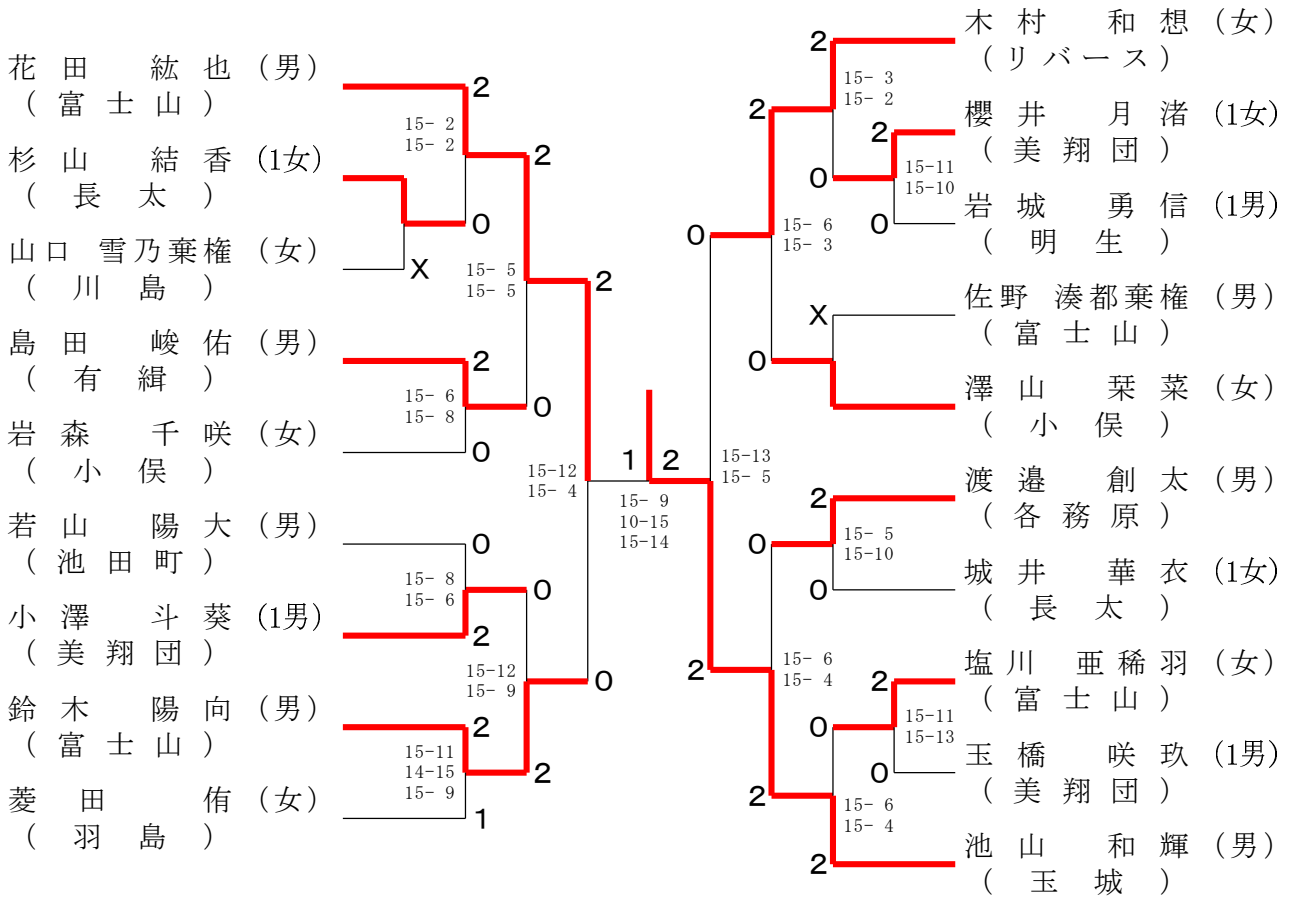 花田 紘也（男）
（富士山）
杉山 結香（1女）
（長太）
山口 雪乃棄権（女）
（川島）
島田 峻佑（男）
（有緝）
岩森 千咲（女）
（小俣）
若山 陽大（男）
（池田町）
小澤 斗葵（1男）
（美翔団）
鈴木 陽向（男）
（富士山）
菱田 侑（女）
（羽島）
2
15- 2
15- 2
2
0
X
15- 5
15- 5
2
2
15- 6
15- 8
0
0
15-12
15- 4
0
15- 8
15- 6
0
2
15-12
15- 9
0
2
15-11
14-15
15- 9
2
1
1 2
15- 9
10-15
15-14
2
15- 3
15- 2
2
2
15-11
15-10
0
0
0
15- 6
15- 3
X
0
15-13
15- 5
2
15- 5
15-10
0
0
2
15- 6
15- 4
2
15-11
15-13
0
0
2
15- 6
15- 4
2
木村 和想（女）
（リバース）
櫻井 月渚（1女）
（美翔団）
岩城 勇信（1男）
（明生）
佐野 湊都棄権（男）
（富士山）
澤山 栞菜（女）
（小俣）
渡邉 創太（男）
（各務原）
城井 華衣（1女）
（長太）
塩川 亜稀羽（女）
（富士山）
玉橋 咲玖（1男）
（美翔団）
池山 和輝（男）
（玉城）